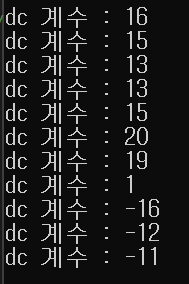 dc 계수 : 16
dc 계수 : 15
dc 계수 : 13
dc 계수 : 13
dc 계수 : 15
dc 계수 : 20
dc 계수 : 19
dc 계수 : 1
dc 계수 : -16
dc 계수 : -12
dc 계수 : -11